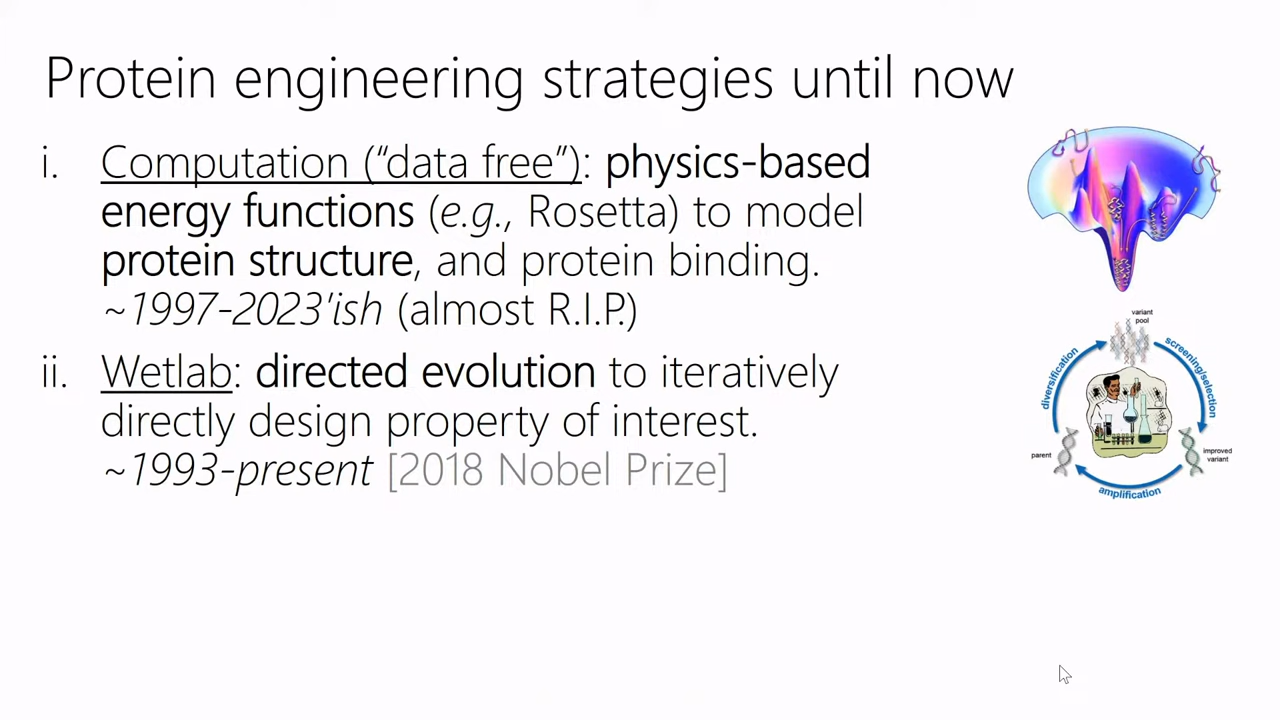 Protein engineering strategies until now
i. Computation (“data free”): physics-based
energy functions (e.g., Rosetta) to model
protein structure, and protein binding.
~1997-2023'ish (almost R.I.P.)
ii. Wetlab: directed evolution to iteratively
directly design property of interest.
~1993-present [2018 Nobel Prize]
variant
pool
diversification
screening/selection
parent
improved
variant
amplification